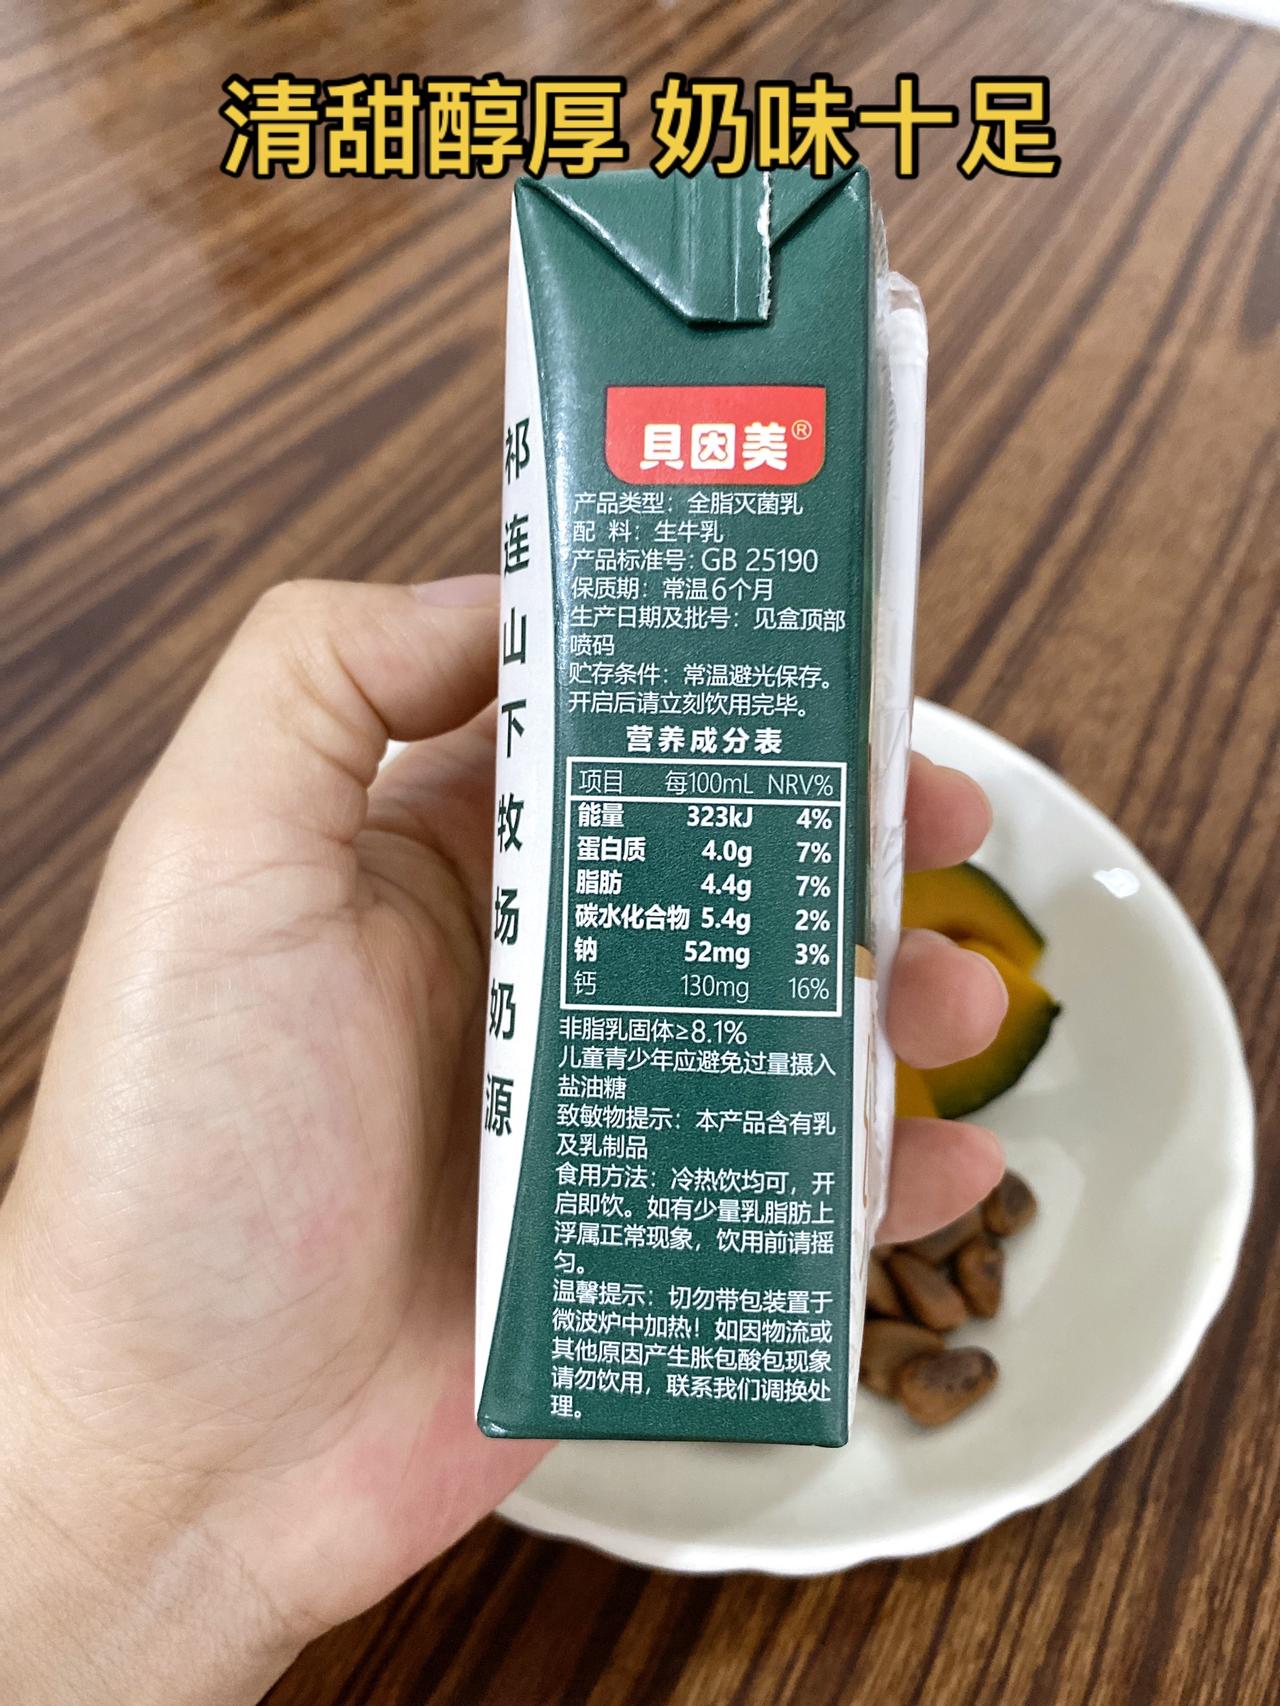 清甜醇厚 奶味十足
祁连山下牧场奶源
貝因美®
产品类型：全脂灭菌乳
配 料：生牛乳
产品标准号：GB 25190
保质期：常温6个月
生产日期及批号：见盒顶部
喷码
贮存条件：常温避光保存。
开启后请立刻饮用完毕。
营养成分表
项目 每100mL NRV%
能量 323kJ 4%
蛋白质 4.0g 7%
脂肪 4.4g 7%
碳水化合物 5.4g 2%
钠 52mg 3%
钙 130mg 16%
非脂乳固体≥8.1%
儿童青少年应避免过量摄入
盐油糖
致敏物提示：本产品含有乳
及乳制品
食用方法：冷热饮均可，开
启即饮。如有少量乳脂肪上
浮属正常现象，饮用前请摇
匀。
温馨提示：切勿带包装置于
微波炉中加热！如因物流或
其他原因产生胀包酸包现象
请勿饮用，联系我们调换处
理。